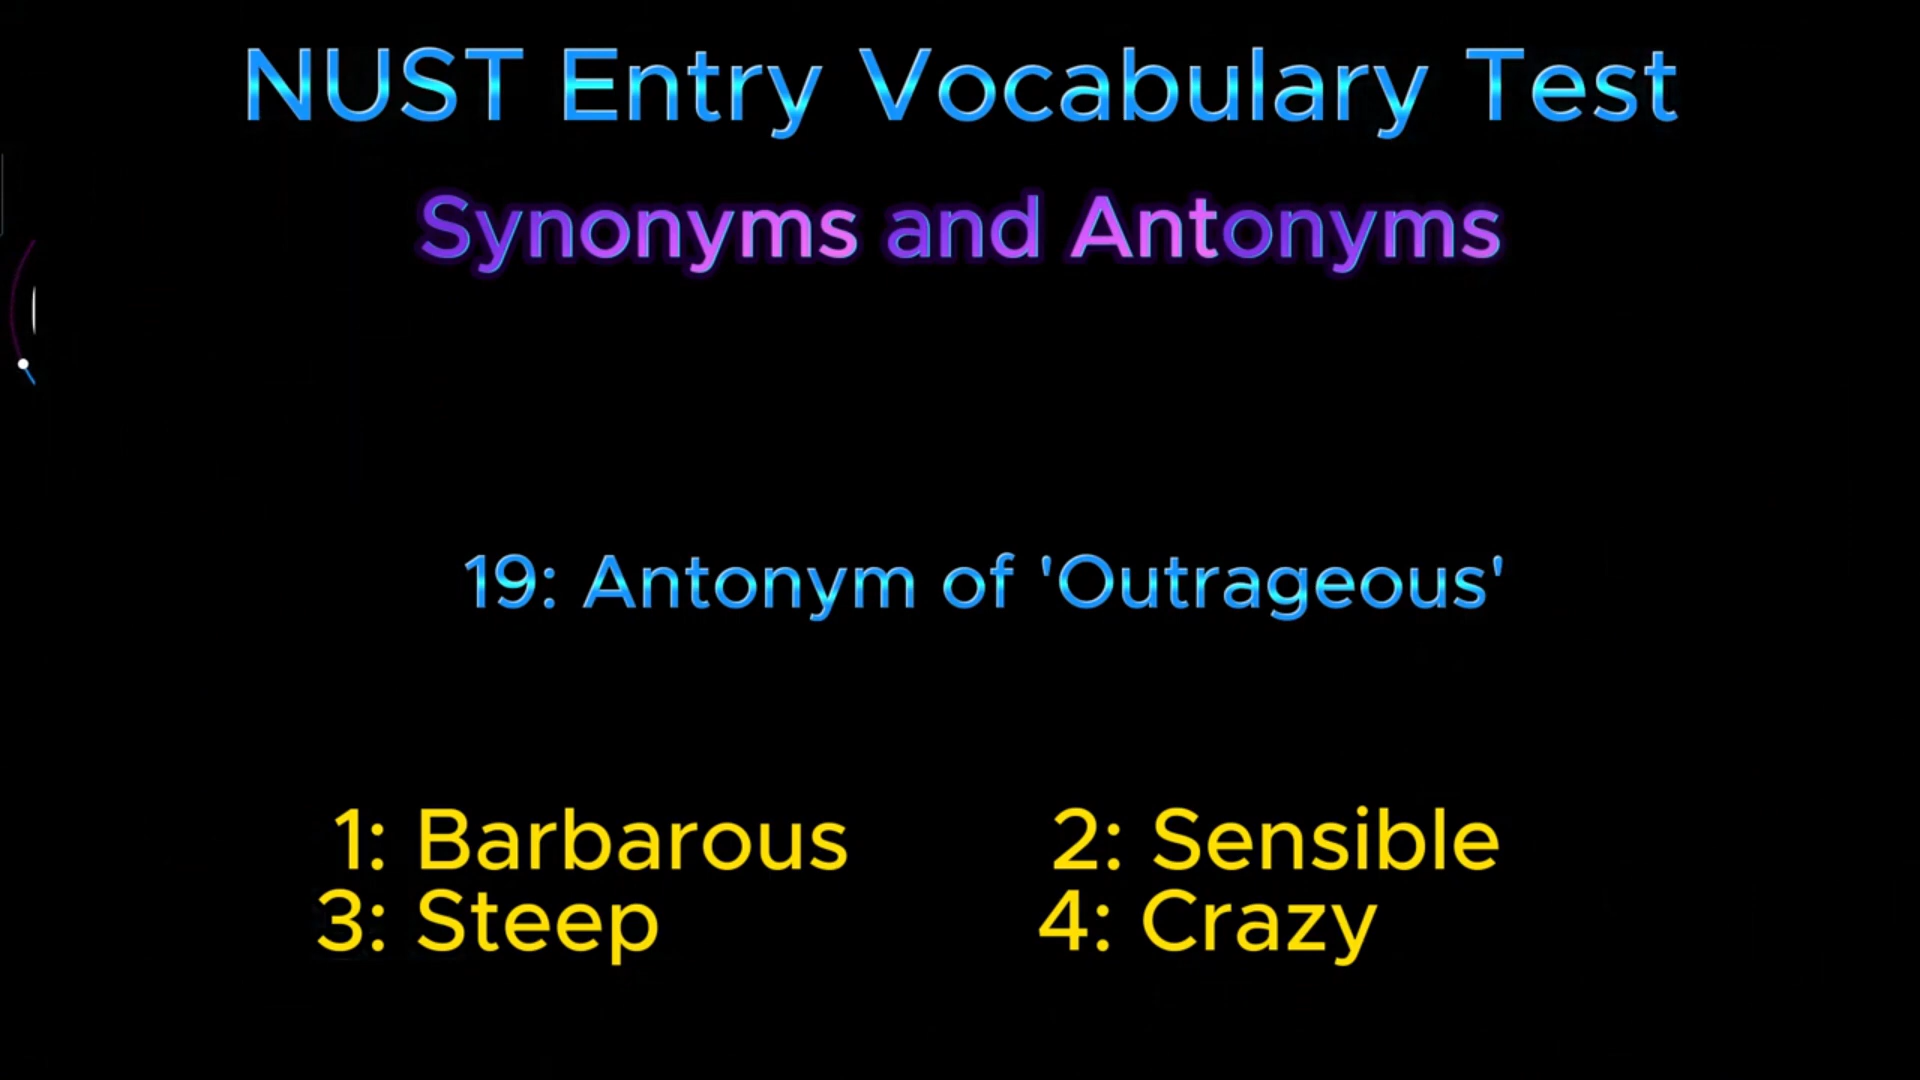 NUST Entry Vocabulary Test
Synonyms and Antonyms
19: Antonym of 'Outrageous'
1: Barbarous 2: Sensible
3: Steep 4: Crazy